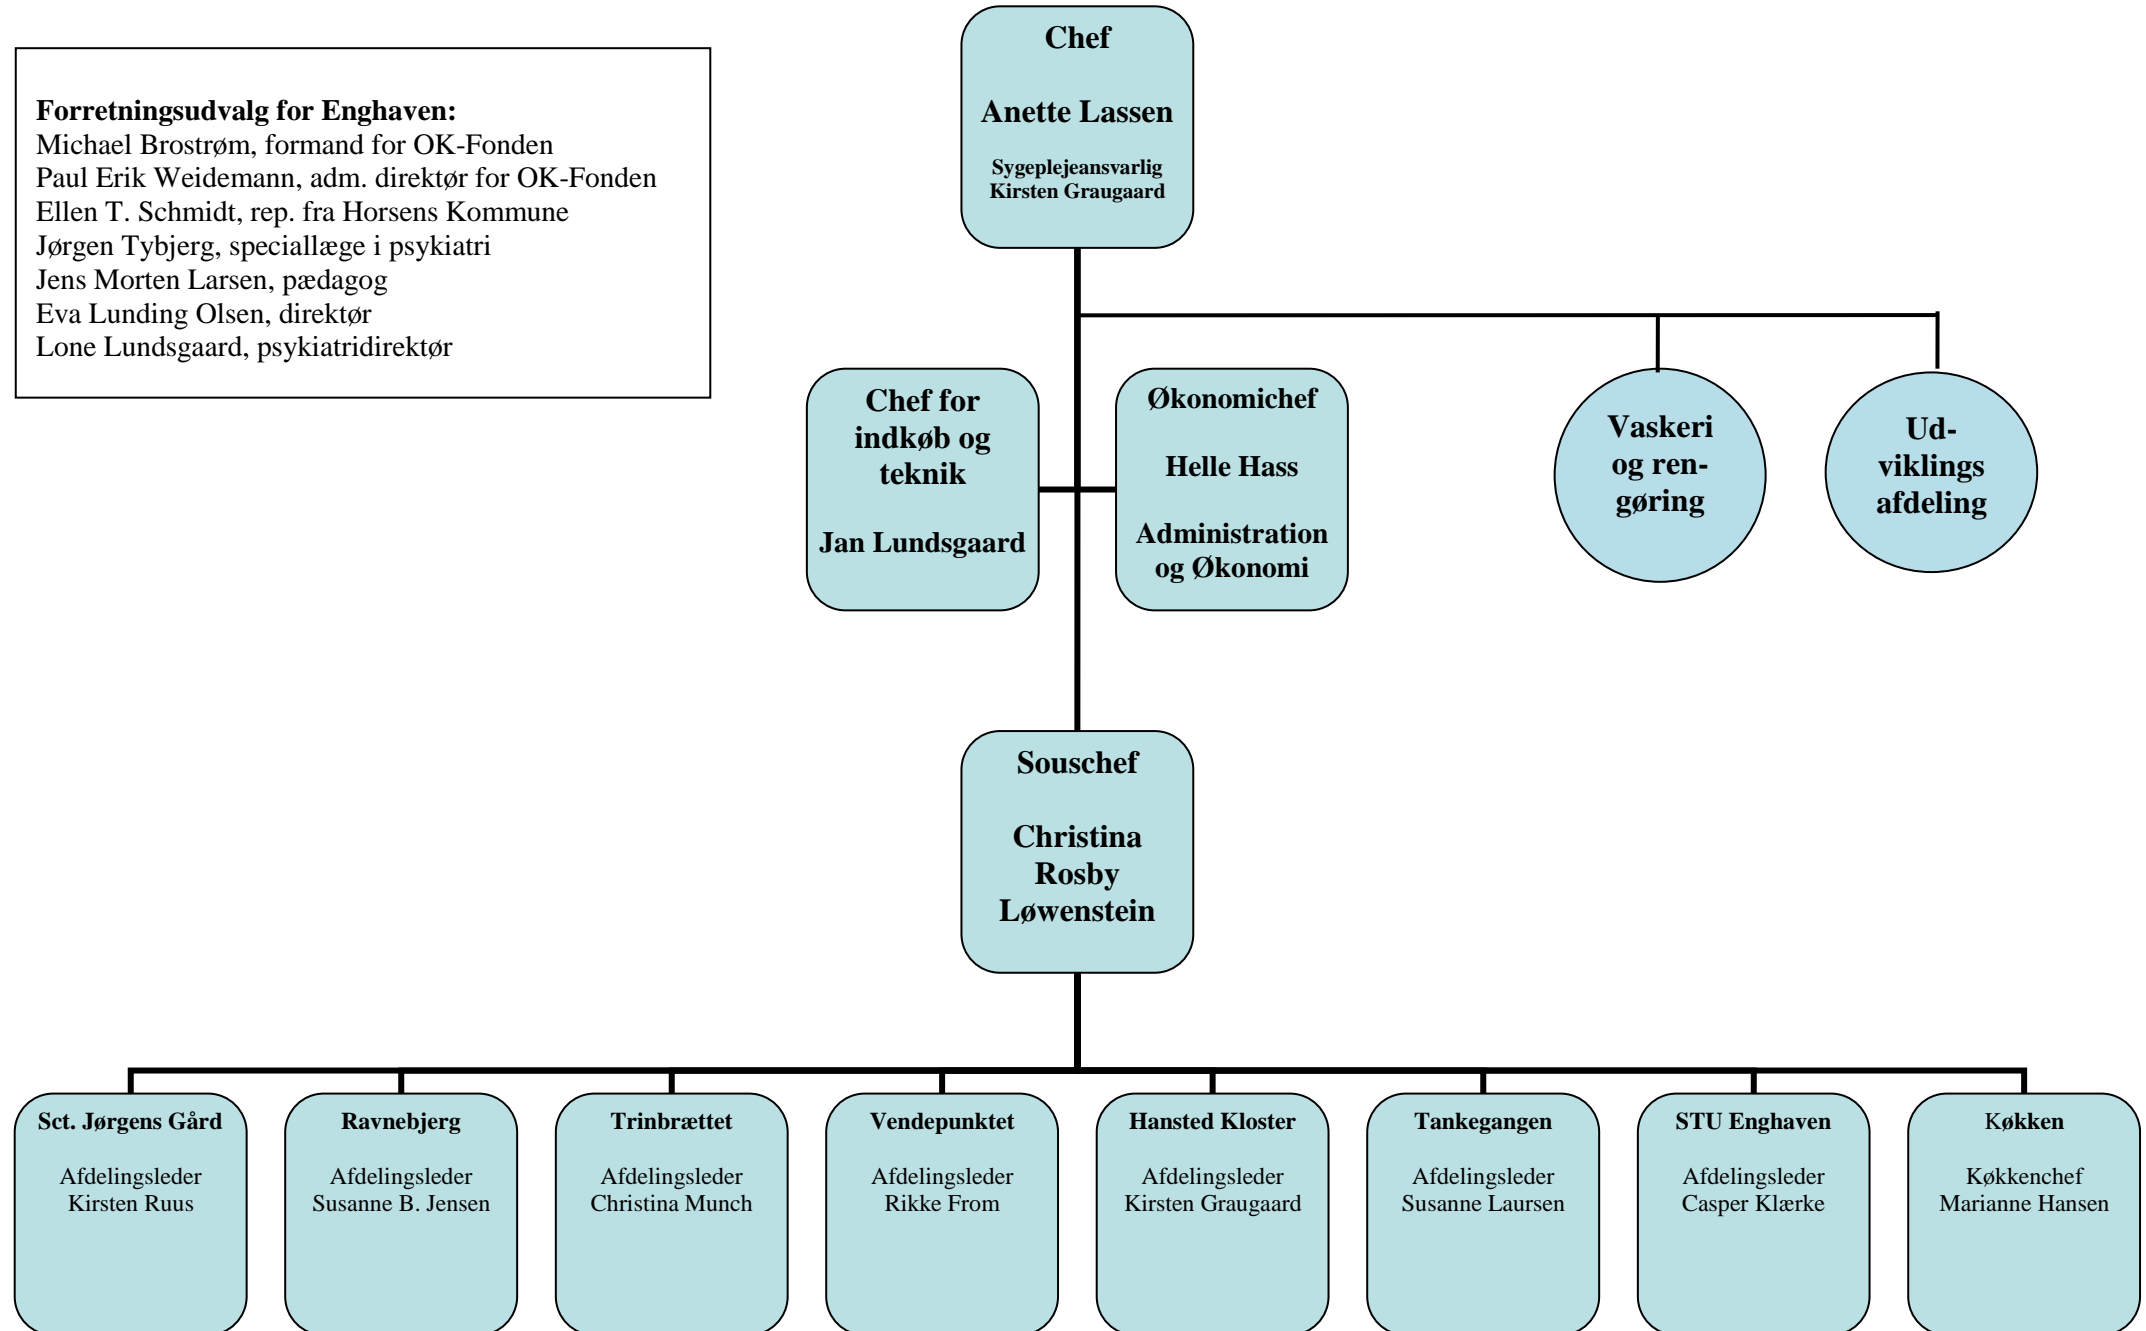 Forretningsudvalg for Enghaven:
Michael Brostrøm, formand for OK-Fonden
Paul Erik Weidemann, adm. direktør for OK-Fonden
Ellen T. Schmidt, rep. fra Horsens Kommune
Jørgen Tybjerg, speciallæge i psykiatri
Jens Morten Larsen, pædagog
Eva Lunding Olsen, direktør
Lone Lundsgaard, psykiatridirektør
Chef
Anette Lassen
Sygeplejeansvarlig
Kirsten Graugaard
Chef for
indkøb og
teknik
Jan Lundsgaard
Økonomichef
Helle Hass
Administration
og Økonomi
Vaskeri
og ren-
gøring
Ud-
viklings
afdeling
Souschef
Christina
Rosby
Løwenstein
Sct. Jørgens Gård
Afdelingsleder
Kirsten Ruus
Ravnebjerg
Afdelingsleder
Susanne B. Jensen
Trinbrættet
Afdelingsleder
Christina Munch
Vendepunktet
Afdelingsleder
Rikke From
Hansted Kloster
Afdelingsleder
Kirsten Graugaard
Tankegangen
Afdelingsleder
Susanne Laursen
STU Enghaven
Afdelingsleder
Casper Klærke
Køkken
Køkkenchef
Marianne Hansen